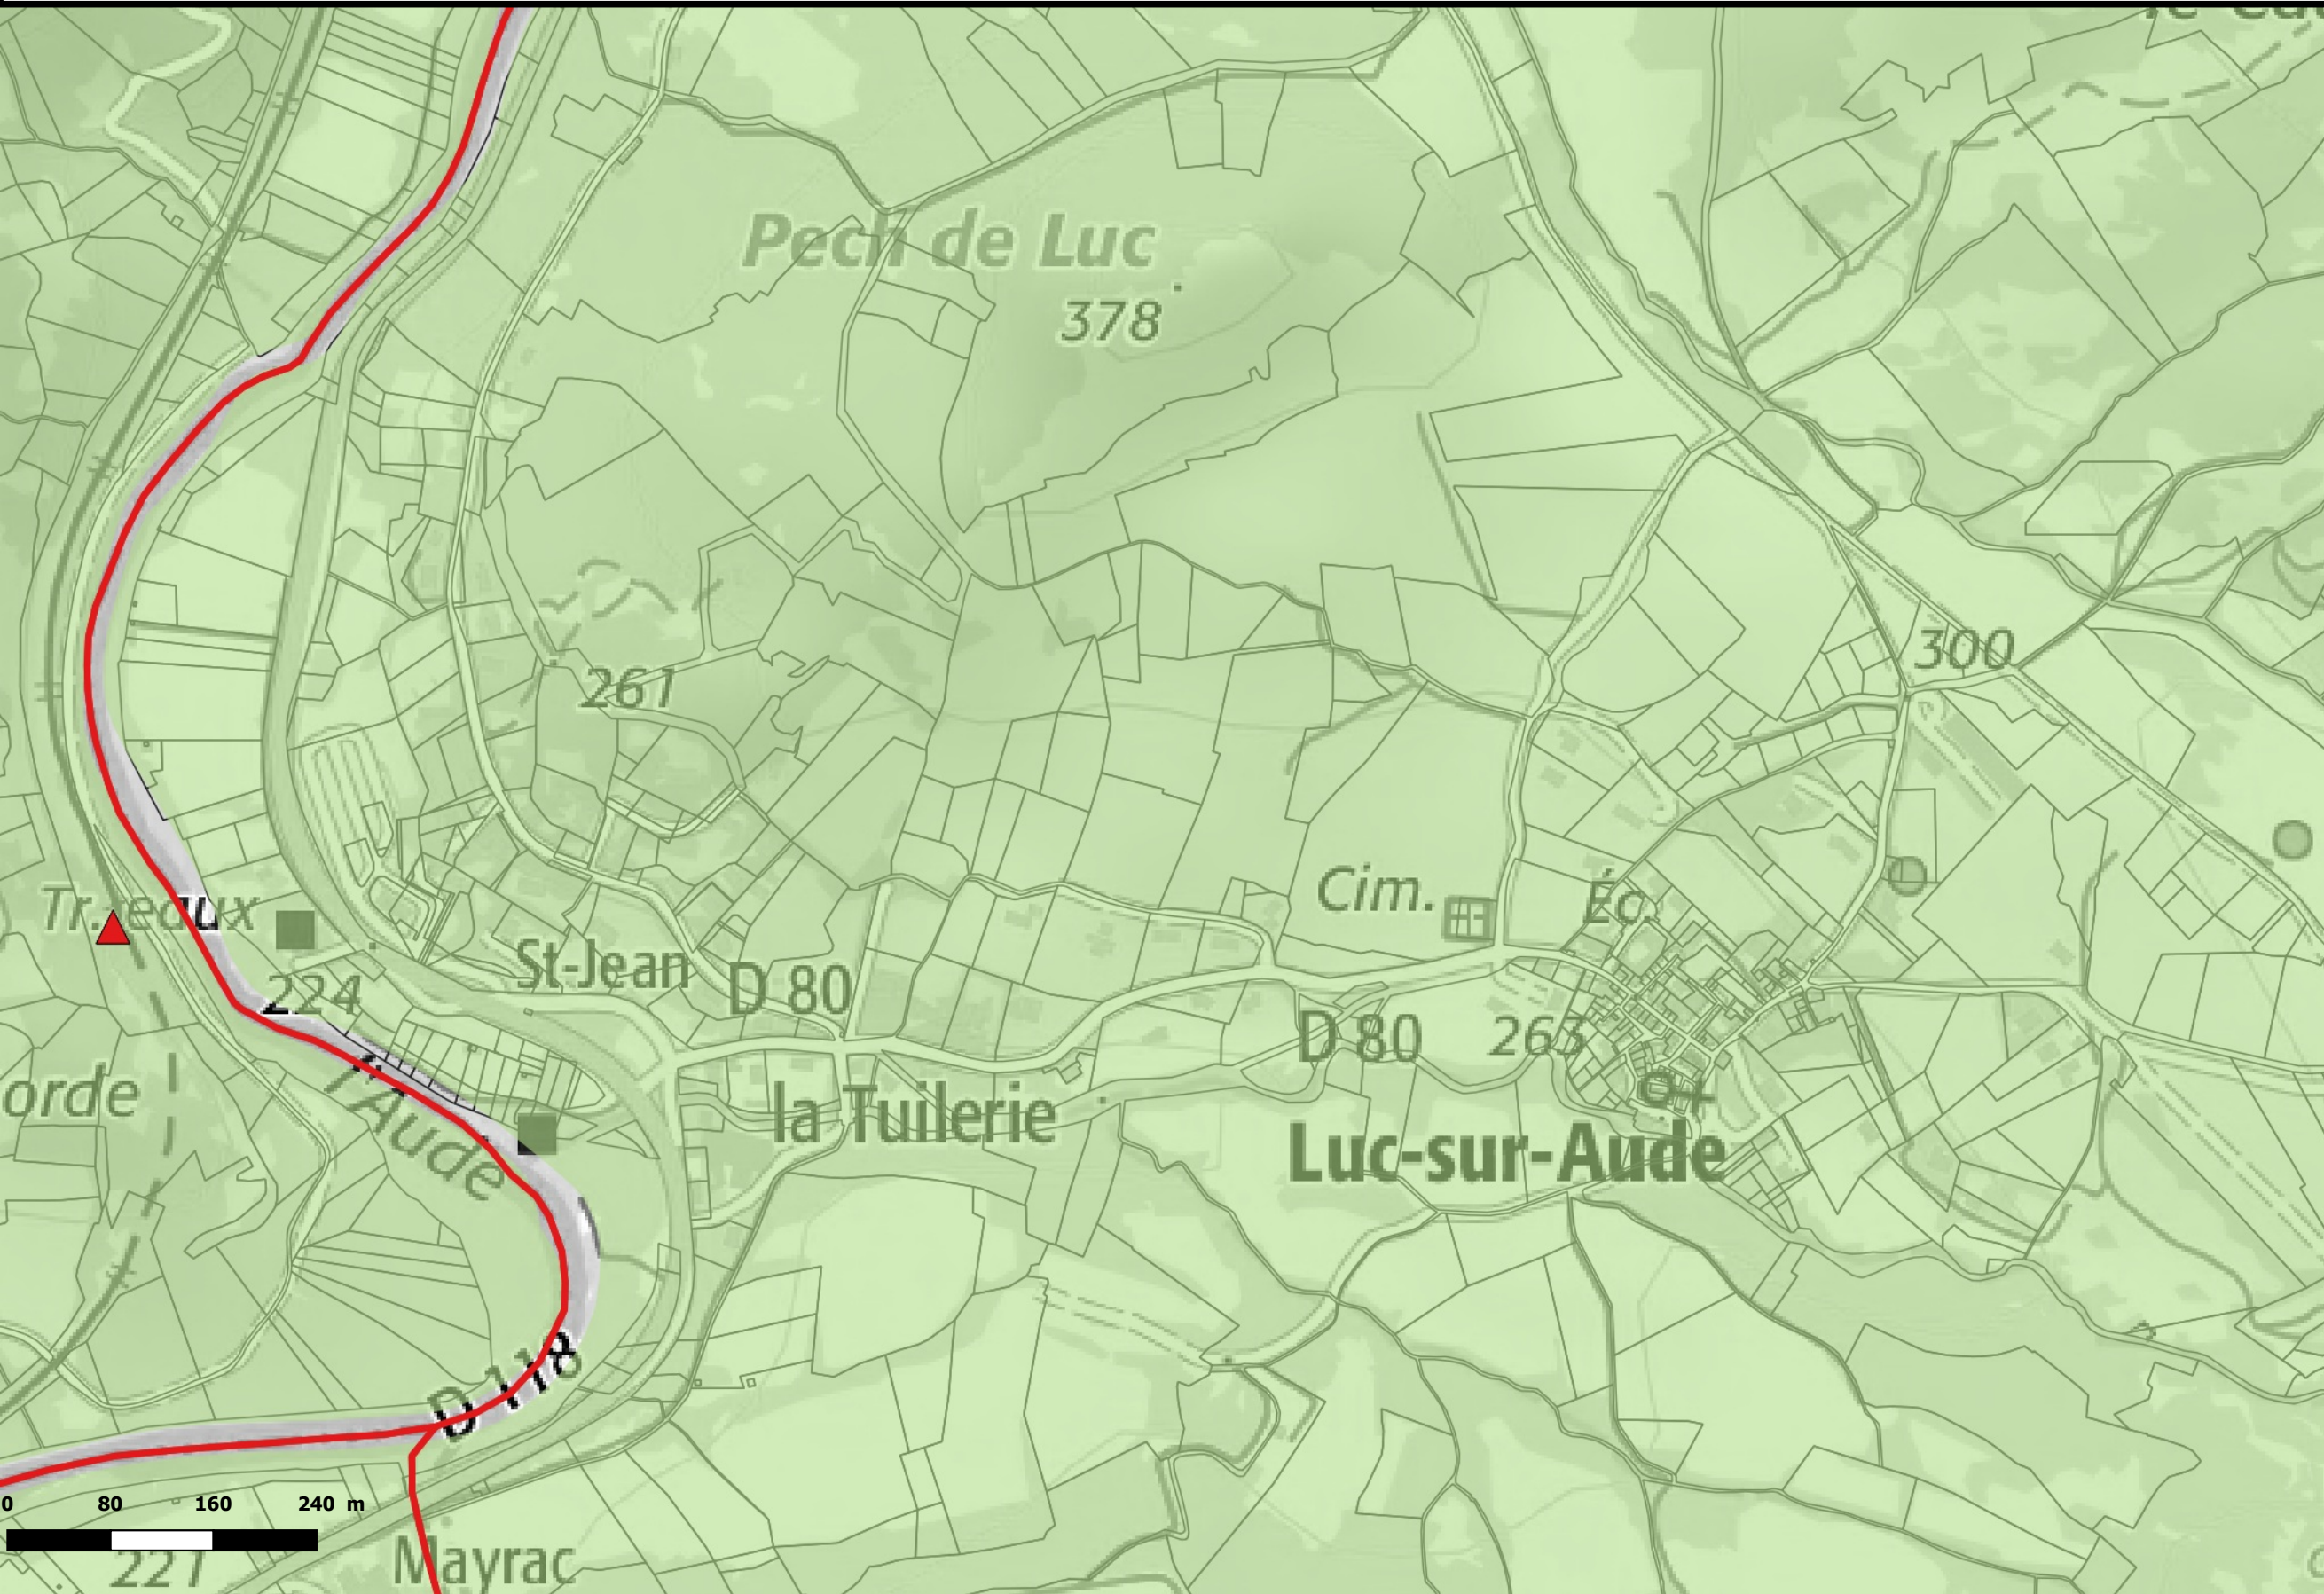 Pech de Luc
378
300
261
Cim.
Éc.
St-Jean
D 80
224
D 80
263
orde
l'Aude
la Tuilerie
Luc-sur-Aude
D 118
0 80 160 240 m
221
Mayrac